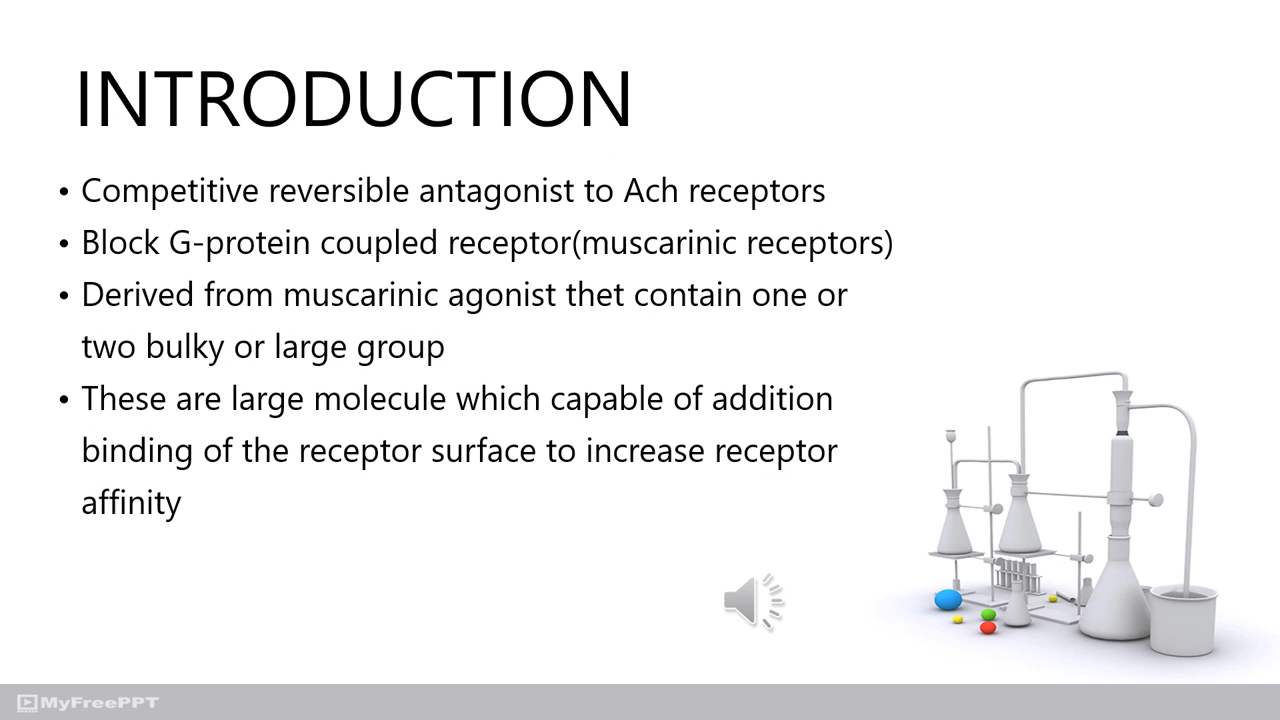 INTRODUCTION
• Competitive reversible antagonist to Ach receptors
• Block G-protein coupled receptor(muscarinic receptors)
• Derived from muscarinic agonist thet contain one or
two bulky or large group
• These are large molecule which capable of addition
binding of the receptor surface to increase receptor
affinity
MyFreePPT